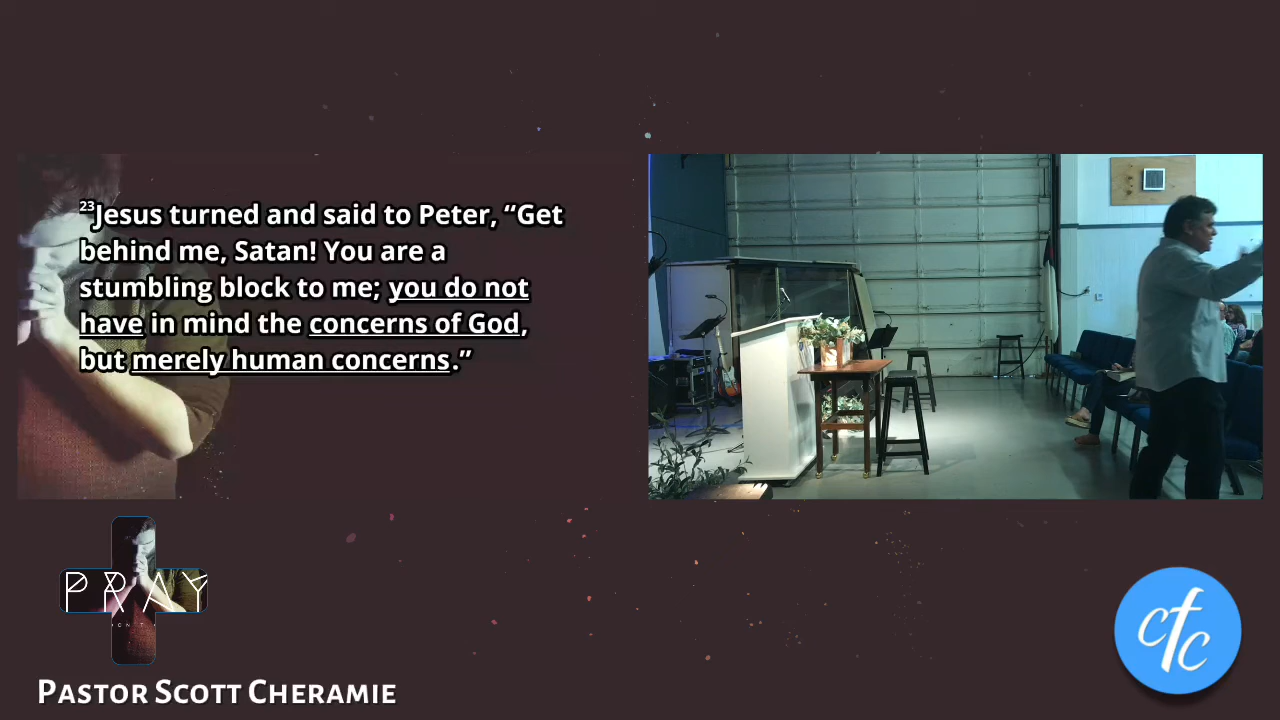 ²³Jesus turned and said to Peter, “Get
behind me, Satan! You are a
stumbling block to me; you do not
have in mind the concerns of God,
but merely human concerns.”
PRAY
PASTOR SCOTT CHERAMIE
cfc